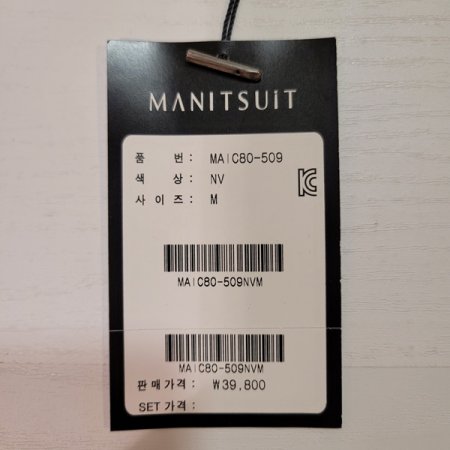 MANITSUIT
품 번: MAIC80-509
색 상: NV
사 이 즈: M
KC
MAIC80-509NVM
MAIC80-509NVM
판매가격: ₩39,800
SET 가격: